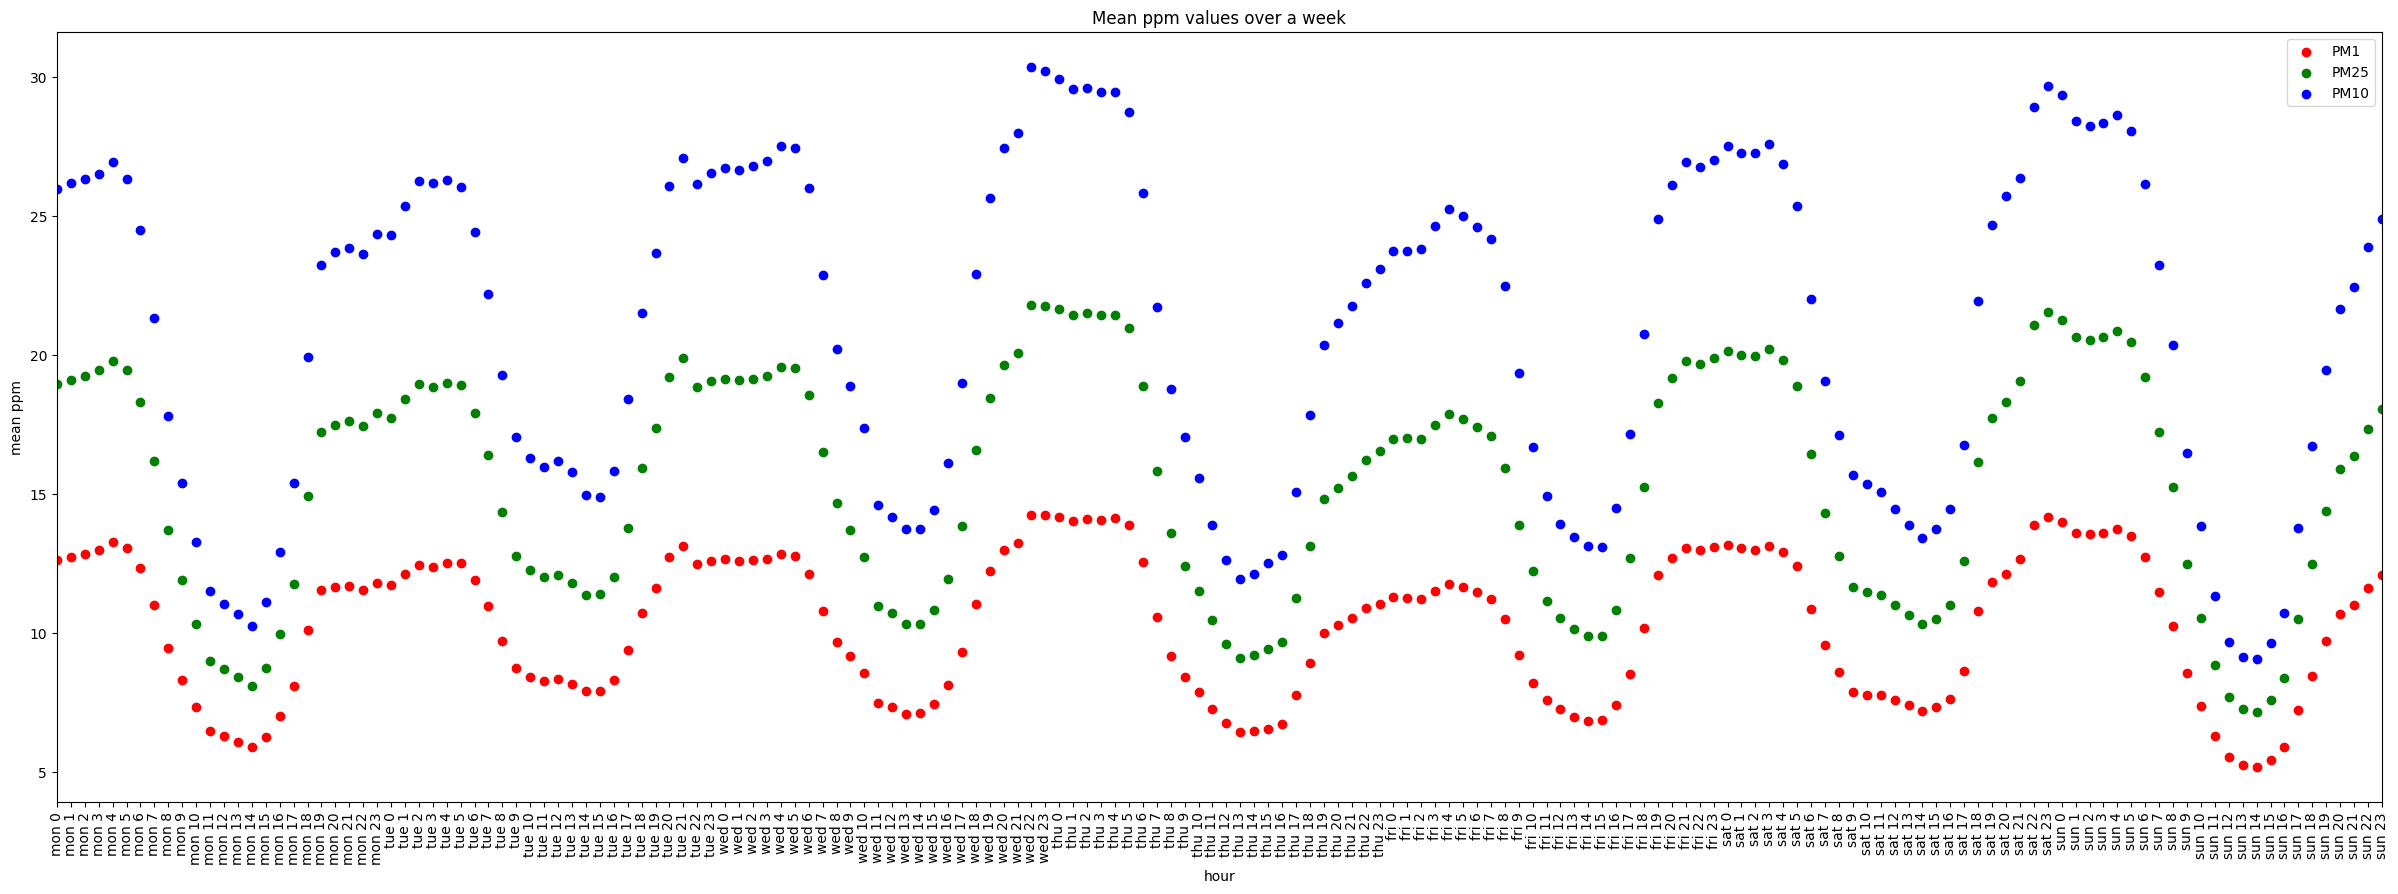 Mean ppm values over a week
PM1
PM25
PM10
mean ppm
30
25
20
15
10
5
mon 0
mon 1
mon 2
mon 3
mon 4
mon 5
mon 6
mon 7
mon 8
mon 9
mon 10
mon 11
mon 12
mon 13
mon 14
mon 15
mon 16
mon 17
mon 18
mon 19
mon 20
mon 21
mon 22
mon 23
tue 0
tue 1
tue 2
tue 3
tue 4
tue 5
tue 6
tue 7
tue 8
tue 9
tue 10
tue 11
tue 12
tue 13
tue 14
tue 15
tue 16
tue 17
tue 18
tue 19
tue 20
tue 21
tue 22
tue 23
wed 0
wed 1
wed 2
wed 3
wed 4
wed 5
wed 6
wed 7
wed 8
wed 9
wed 10
wed 11
wed 12
wed 13
wed 14
wed 15
wed 16
wed 17
wed 18
wed 19
wed 20
wed 21
wed 22
wed 23
thu 0
thu 1
thu 2
thu 3
thu 4
thu 5
thu 6
thu 7
thu 8
thu 9
thu 10
thu 11
thu 12
thu 13
thu 14
thu 15
thu 16
thu 17
thu 18
thu 19
thu 20
thu 21
thu 22
thu 23
fri 0
fri 1
fri 2
fri 3
fri 4
fri 5
fri 6
fri 7
fri 8
fri 9
fri 10
fri 11
fri 12
fri 13
fri 14
fri 15
fri 16
fri 17
fri 18
fri 19
fri 20
fri 21
fri 22
fri 23
sat 0
sat 1
sat 2
sat 3
sat 4
sat 5
sat 6
sat 7
sat 8
sat 9
sat 10
sat 11
sat 12
sat 13
sat 14
sat 15
sat 16
sat 17
sat 18
sat 19
sat 20
sat 21
sat 22
sat 23
sun 0
sun 1
sun 2
sun 3
sun 4
sun 5
sun 6
sun 7
sun 8
sun 9
sun 10
sun 11
sun 12
sun 13
sun 14
sun 15
sun 16
sun 17
sun 18
sun 19
sun 20
sun 21
sun 22
sun 23
hour